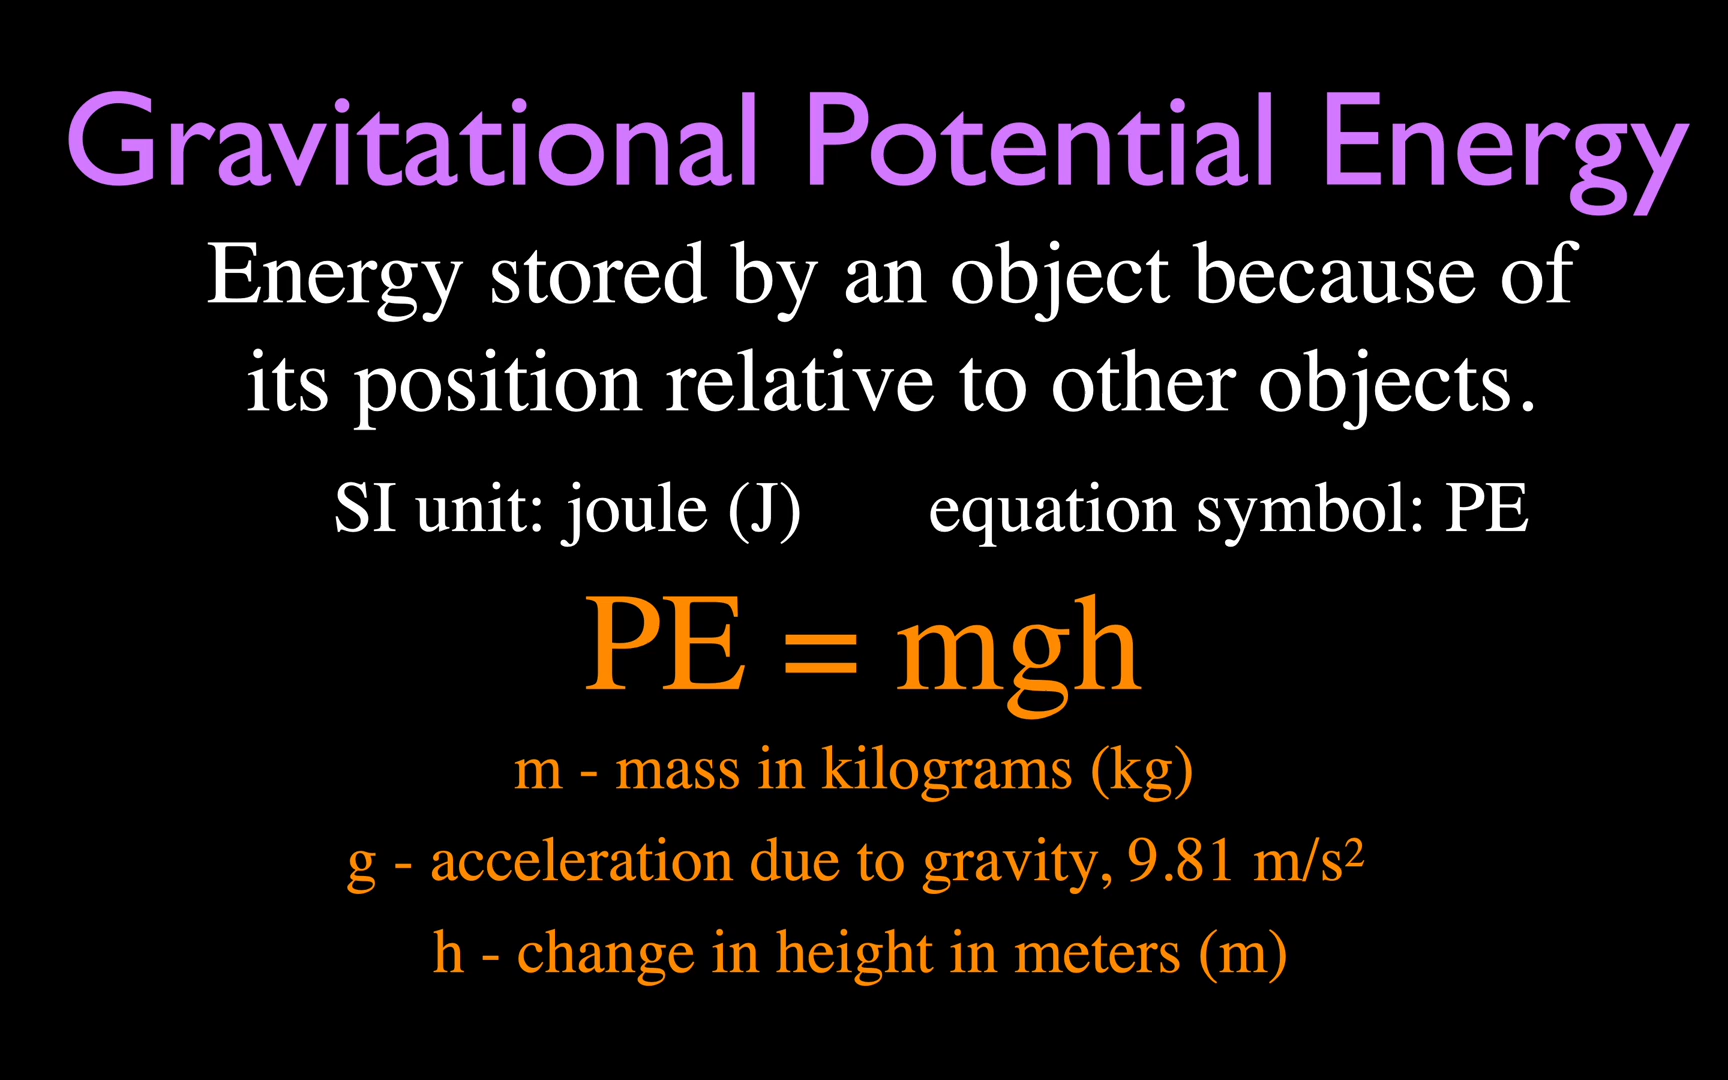 Gravitational Potential Energy
Energy stored by an object because of
its position relative to other objects.
SI unit: joule (J) equation symbol: PE
PE = mgh
m - mass in kilograms (kg)
g - acceleration due to gravity, 9.81 m/s²
h - change in height in meters (m)